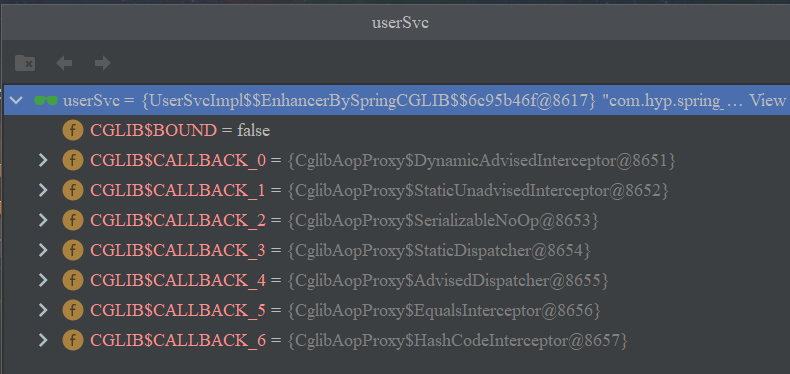 userSvc
userSvc = {UserSvcImpl$$EnhancerBySpringCGLIB$$6c95b46f@8617} "com.hyp.spring_... View
f CGLIB$BOUND = false
f CGLIB$CALLBACK_0 = {CglibAopProxy$DynamicAdvisedInterceptor@8651}
f CGLIB$CALLBACK_1 = {CglibAopProxy$StaticUnadvisedInterceptor@8652}
f CGLIB$CALLBACK_2 = {CglibAopProxy$SerializableNoOp@8653}
f CGLIB$CALLBACK_3 = {CglibAopProxy$StaticDispatcher@8654}
f CGLIB$CALLBACK_4 = {CglibAopProxy$AdvisedDispatcher@8655}
f CGLIB$CALLBACK_5 = {CglibAopProxy$EqualsInterceptor@8656}
f CGLIB$CALLBACK_6 = {CglibAopProxy$HashCodeInterceptor@8657}